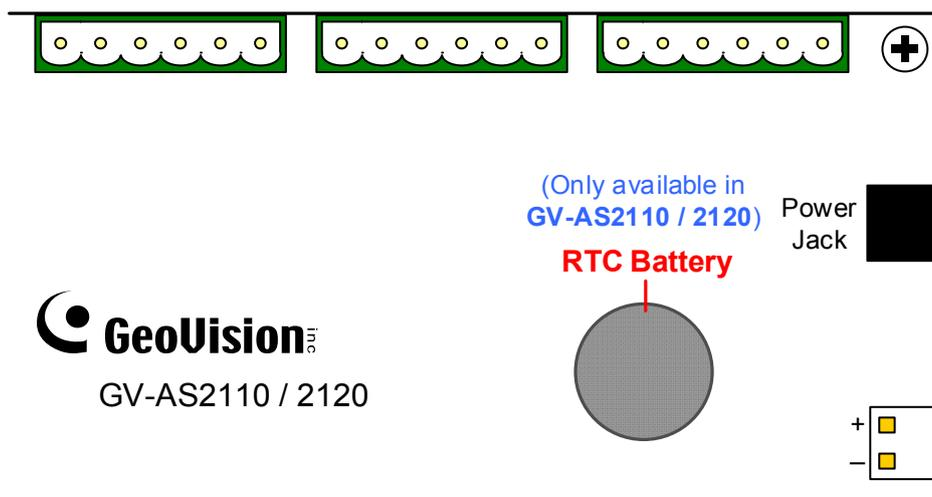 (Only available in
GV-AS2110 / 2120)
Power
Jack
RTC Battery
GeoVision inc
GV-AS2110 / 2120
+
–